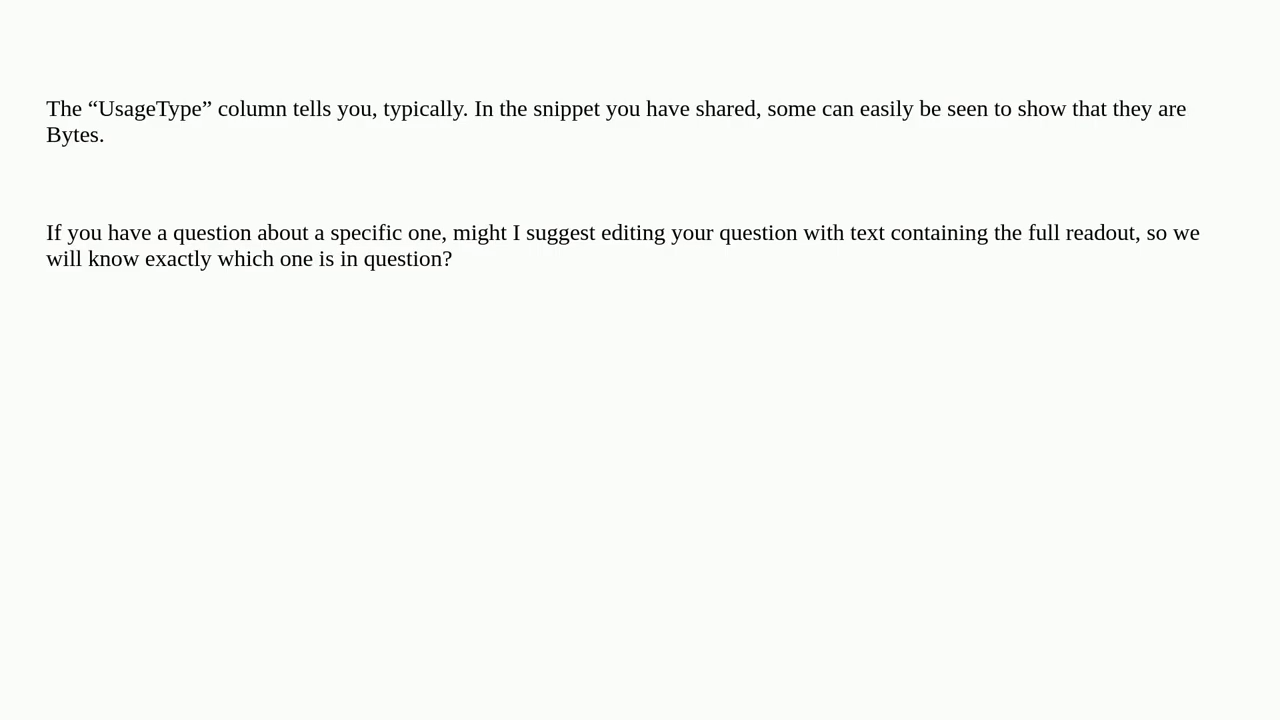 The “UsageType” column tells you, typically. In the snippet you have shared, some can easily be seen to show that they are
Bytes.
If you have a question about a specific one, might I suggest editing your question with text containing the full readout, so we
will know exactly which one is in question?